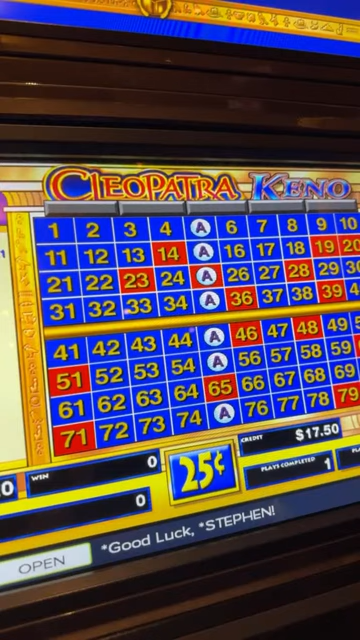 CLEOPATRA KENO
1 2 3 4 A 6 7 8 9 10
11 12 13 14 A 16 17 18 19 20
21 22 23 24 A 26 27 28 29 30
31 32 33 34 A 36 37 38 39
41 42 43 44 A 46 47 48 49
51 52 53 54 A 56 57 58 59
61 62 63 64 65 66 67 68 69
71 72 73 74 A 76 77 78 79
WIN 0
0
25¢
CREDIT $17.50
PLAYS COMPLETED 1
OPEN
*Good Luck, *STEPHEN!